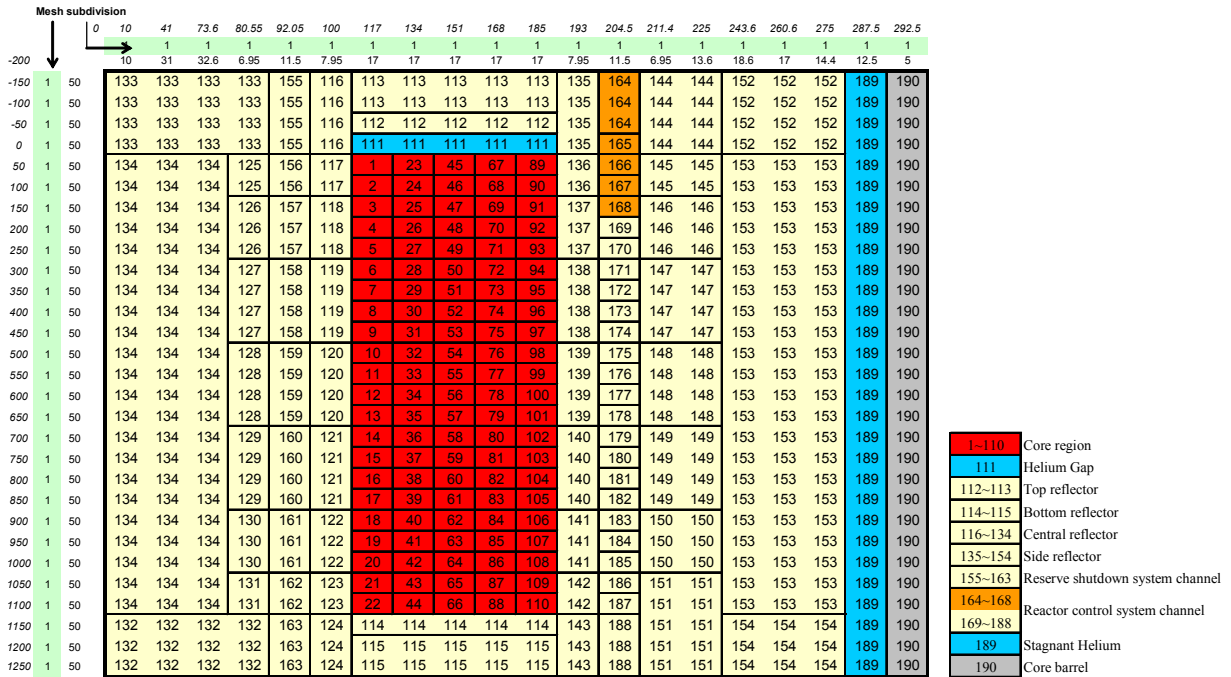 Mesh subdivision
0 10 41 73.6 80.55 92.05 100 117 134 151 168 185 193 204.5 211.4 225 243.6 260.6 275 287.5 292.5
1 1 1 1 1 1 1 1 1 1 1 1 1 1 1 1 1 1 1 1
-200 10 31 32.6 6.95 11.5 7.95 17 17 17 17 17 7.95 11.5 6.95 13.6 18.6 17 14.4 12.5 5
-150 1 50 133 133 133 133 155 116 113 113 113 113 113 135 164 144 144 152 152 152 189 190
-100 1 50 133 133 133 133 155 116 113 113 113 113 113 135 164 144 144 152 152 152 189 190
-50 1 50 133 133 133 133 155 116 112 112 112 112 112 135 164 144 144 152 152 152 189 190
0 1 50 133 133 133 133 155 116 111 111 111 111 111 135 165 144 144 152 152 152 189 190
50 1 50 134 134 134 125 156 117 1 23 45 67 89 136 166 145 145 153 153 153 189 190
100 1 50 134 134 134 125 156 117 2 24 46 68 90 136 167 145 145 153 153 153 189 190
150 1 50 134 134 134 126 157 118 3 25 47 69 91 137 168 146 146 153 153 153 189 190
200 1 50 134 134 134 126 157 118 4 26 48 70 92 137 169 146 146 153 153 153 189 190
250 1 50 134 134 134 126 157 118 5 27 49 71 93 137 170 146 146 153 153 153 189 190
300 1 50 134 134 134 127 158 119 6 28 50 72 94 138 171 147 147 153 153 153 189 190
350 1 50 134 134 134 127 158 119 7 29 51 73 95 138 172 147 147 153 153 153 189 190
400 1 50 134 134 134 127 158 119 8 30 52 74 96 138 173 147 147 153 153 153 189 190
450 1 50 134 134 134 127 158 119 9 31 53 75 97 138 174 147 147 153 153 153 189 190
500 1 50 134 134 134 128 159 120 10 32 54 76 98 139 175 148 148 153 153 153 189 190
550 1 50 134 134 134 128 159 120 11 33 55 77 99 139 176 148 148 153 153 153 189 190
600 1 50 134 134 134 128 159 120 12 34 56 78 100 139 177 148 148 153 153 153 189 190
650 1 50 134 134 134 128 159 120 13 35 57 79 101 139 178 148 148 153 153 153 189 190
700 1 50 134 134 134 129 160 121 14 36 58 80 102 140 179 149 149 153 153 153 189 190
750 1 50 134 134 134 129 160 121 15 37 59 81 103 140 180 149 149 153 153 153 189 190
800 1 50 134 134 134 129 160 121 16 38 60 82 104 140 181 149 149 153 153 153 189 190
850 1 50 134 134 134 129 160 121 17 39 61 83 105 140 182 149 149 153 153 153 189 190
900 1 50 134 134 134 130 161 122 18 40 62 84 106 141 183 150 150 153 153 153 189 190
950 1 50 134 134 134 130 161 122 19 41 63 85 107 141 184 150 150 153 153 153 189 190
1000 1 50 134 134 134 130 161 122 20 42 64 86 108 141 185 150 150 153 153 153 189 190
1050 1 50 134 134 134 131 162 123 21 43 65 87 109 142 186 151 151 153 153 153 189 190
1100 1 50 134 134 134 131 162 123 22 44 66 88 110 142 187 151 151 153 153 153 189 190
1150 1 50 132 132 132 132 163 124 114 114 114 114 114 143 188 151 151 154 154 154 189 190
1200 1 50 132 132 132 132 163 124 115 115 115 115 115 143 188 151 151 154 154 154 189 190
1250 1 50 132 132 132 132 163 124 115 115 115 115 115 143 188 151 151 154 154 154 189 190
1~110 Core region
111 Helium Gap
112~113 Top reflector
114~115 Bottom reflector
116~134 Central reflector
135~154 Side reflector
155~163 Reserve shutdown system channel
164~168
Reactor control system channel
169~188
189 Stagnant Helium
190 Core barrel